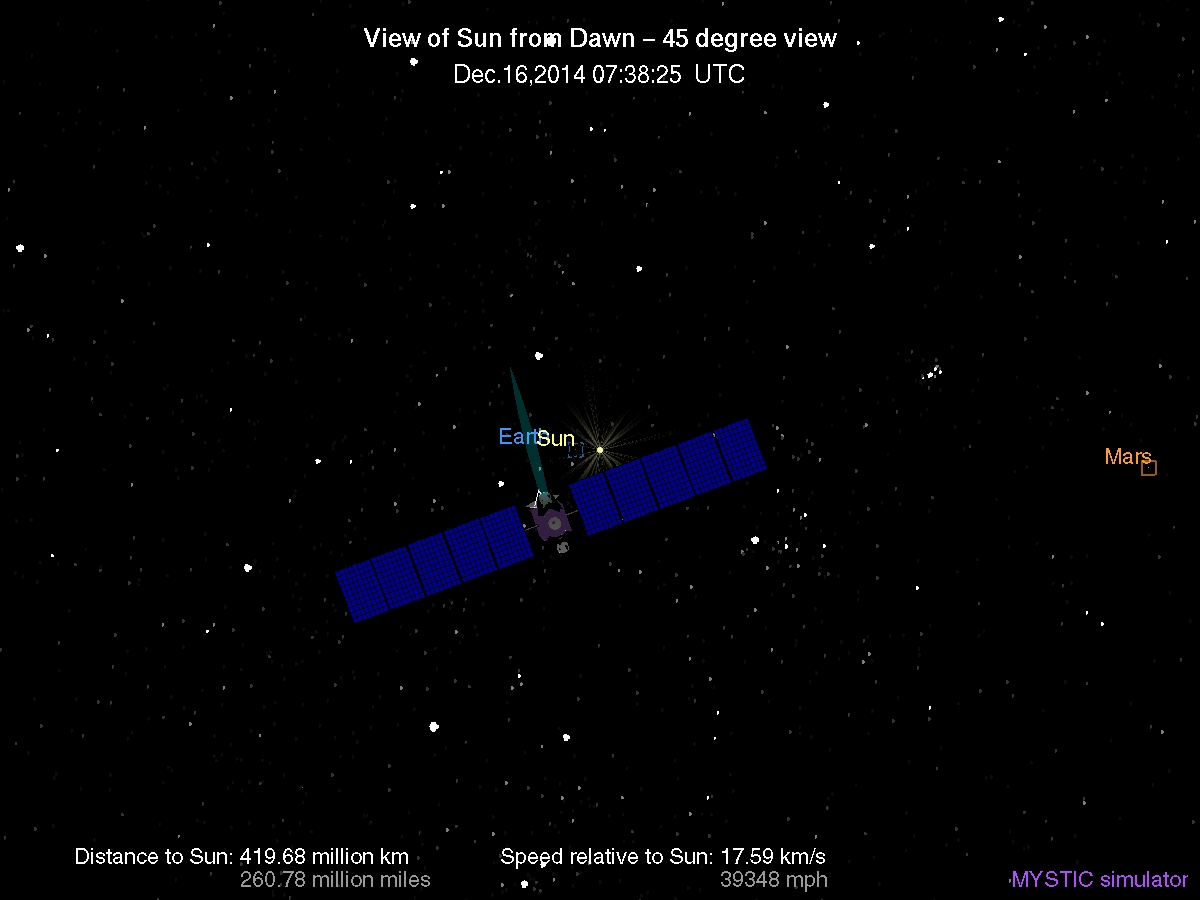 View of Sun from Dawn – 45 degree view
Dec.16,2014 07:38:25 UTC
Earth
Sun
Mars
Distance to Sun: 419.68 million km
260.78 million miles
Speed relative to Sun: 17.59 km/s
39348 mph
MYSTIC simulator